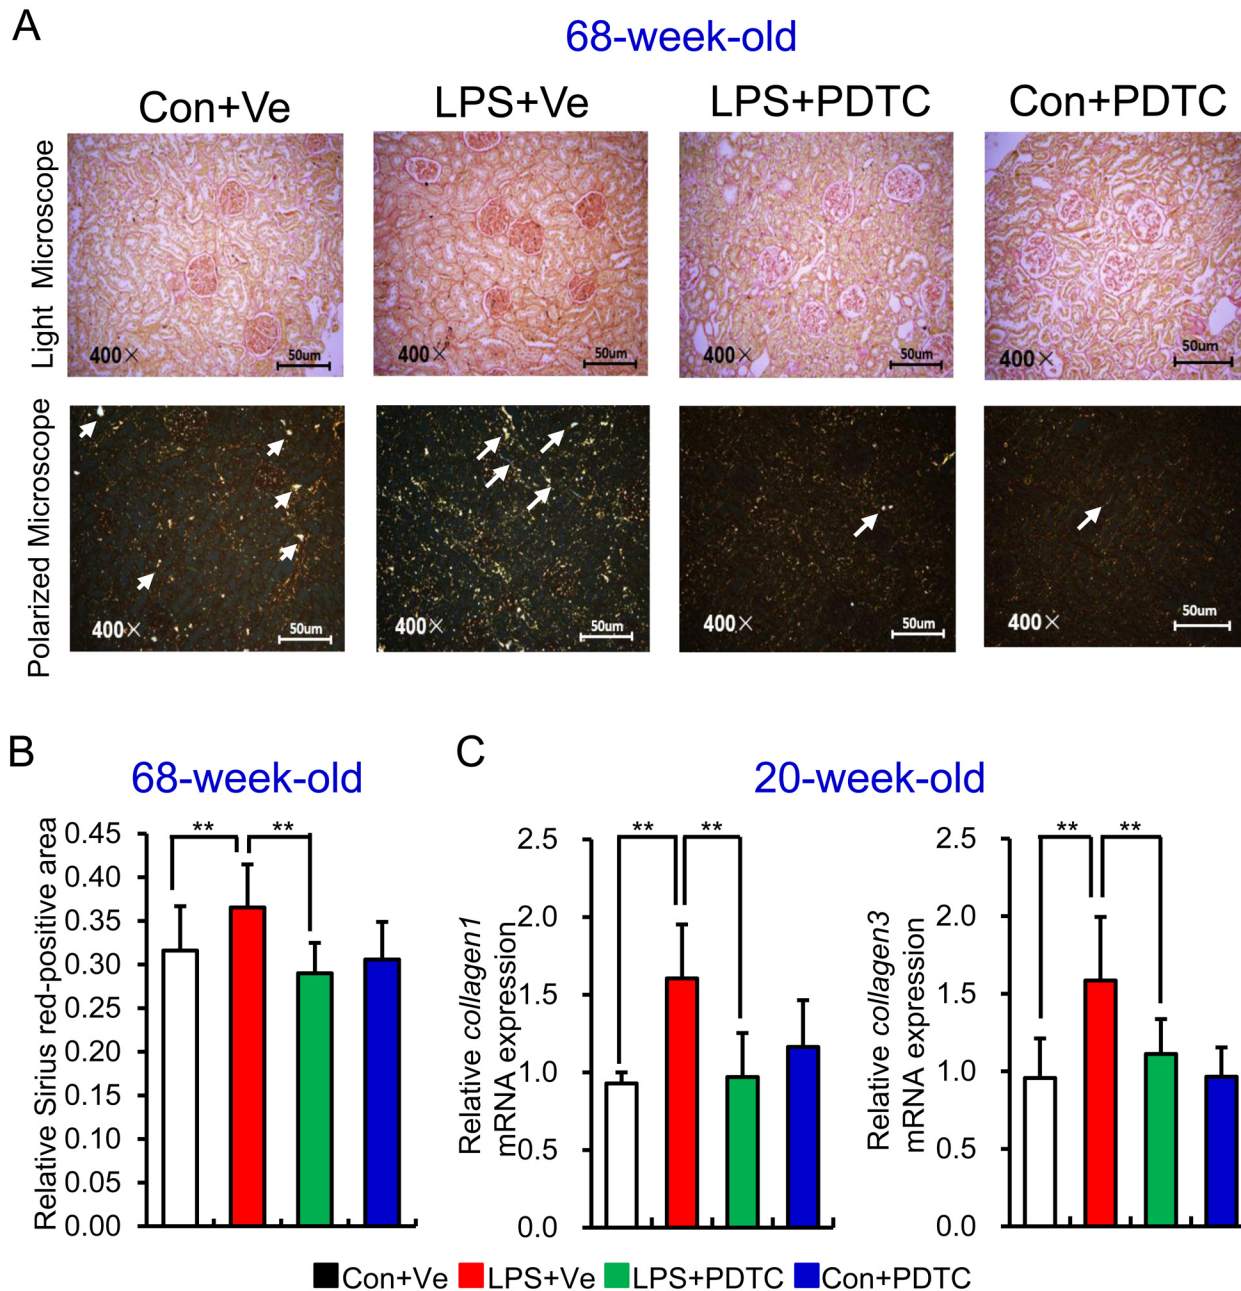 A
68-week-old
Con+Ve LPS+Ve LPS+PDTC Con+PDTC
Light Microscope
400× 50um 400× 50um 400× 50um 400× 50um
Polarized Microscope
400× 50um 400× 50um 400× 50um 400× 50um
B
68-week-old
Relative Sirius red-positive area
0.45
0.40
0.35
0.30
0.25
0.20
0.15
0.10
0.05
0.00
** **
C
20-week-old
Relative collagen1
mRNA expression
2.5
2.0
1.5
1.0
0.5
0.0
** **
Relative collagen3
mRNA expression
2.5
2.0
1.5
1.0
0.5
0.0
** **
Con+Ve LPS+Ve LPS+PDTC Con+PDTC